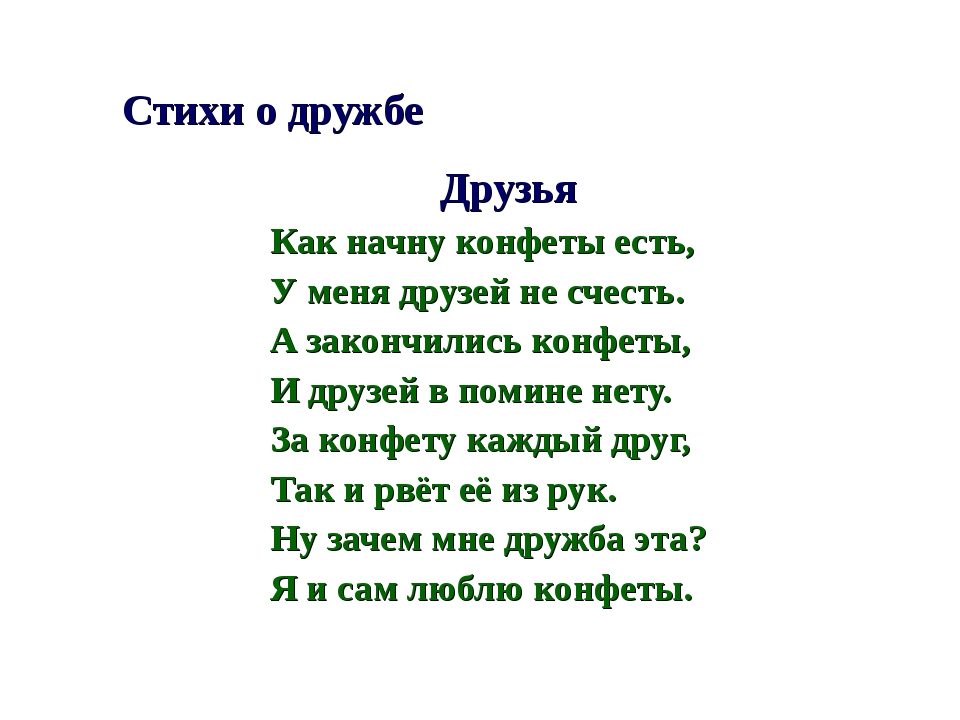 Стихи о дружбе
Друзья
Как начну конфеты есть,
У меня друзей не счесть.
А закончились конфеты,
И друзей в помине нету.
За конфету каждый друг,
Так и рвёт её из рук.
Ну зачем мне дружба эта?
Я и сам люблю конфеты.